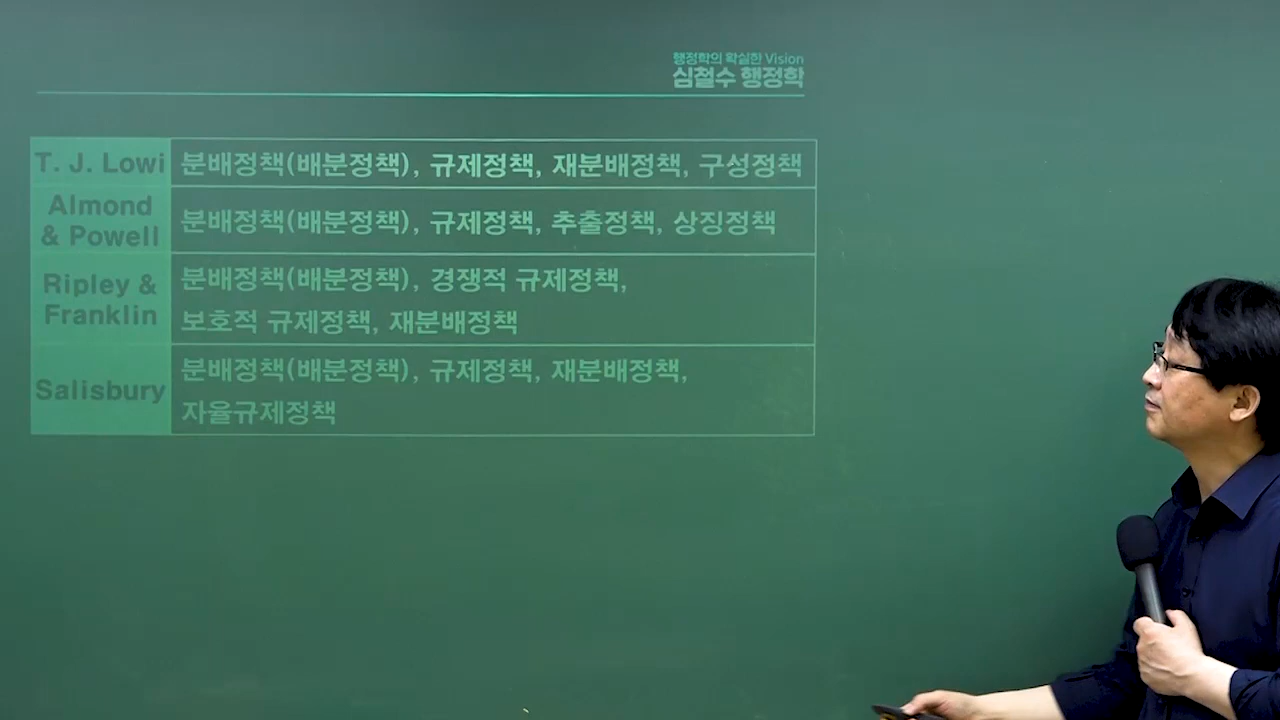 행정학의 확실한 Vision
심철수 행정학
T. J. Lowi
분배정책(배분정책), 규제정책, 재분배정책, 구성정책
Almond
& Powell
분배정책(배분정책), 규제정책, 추출정책, 상징정책
Ripley &
Franklin
분배정책(배분정책), 경쟁적 규제정책,
보호적 규제정책, 재분배정책
Salisbury
분배정책(배분정책), 규제정책, 재분배정책,
자율규제정책